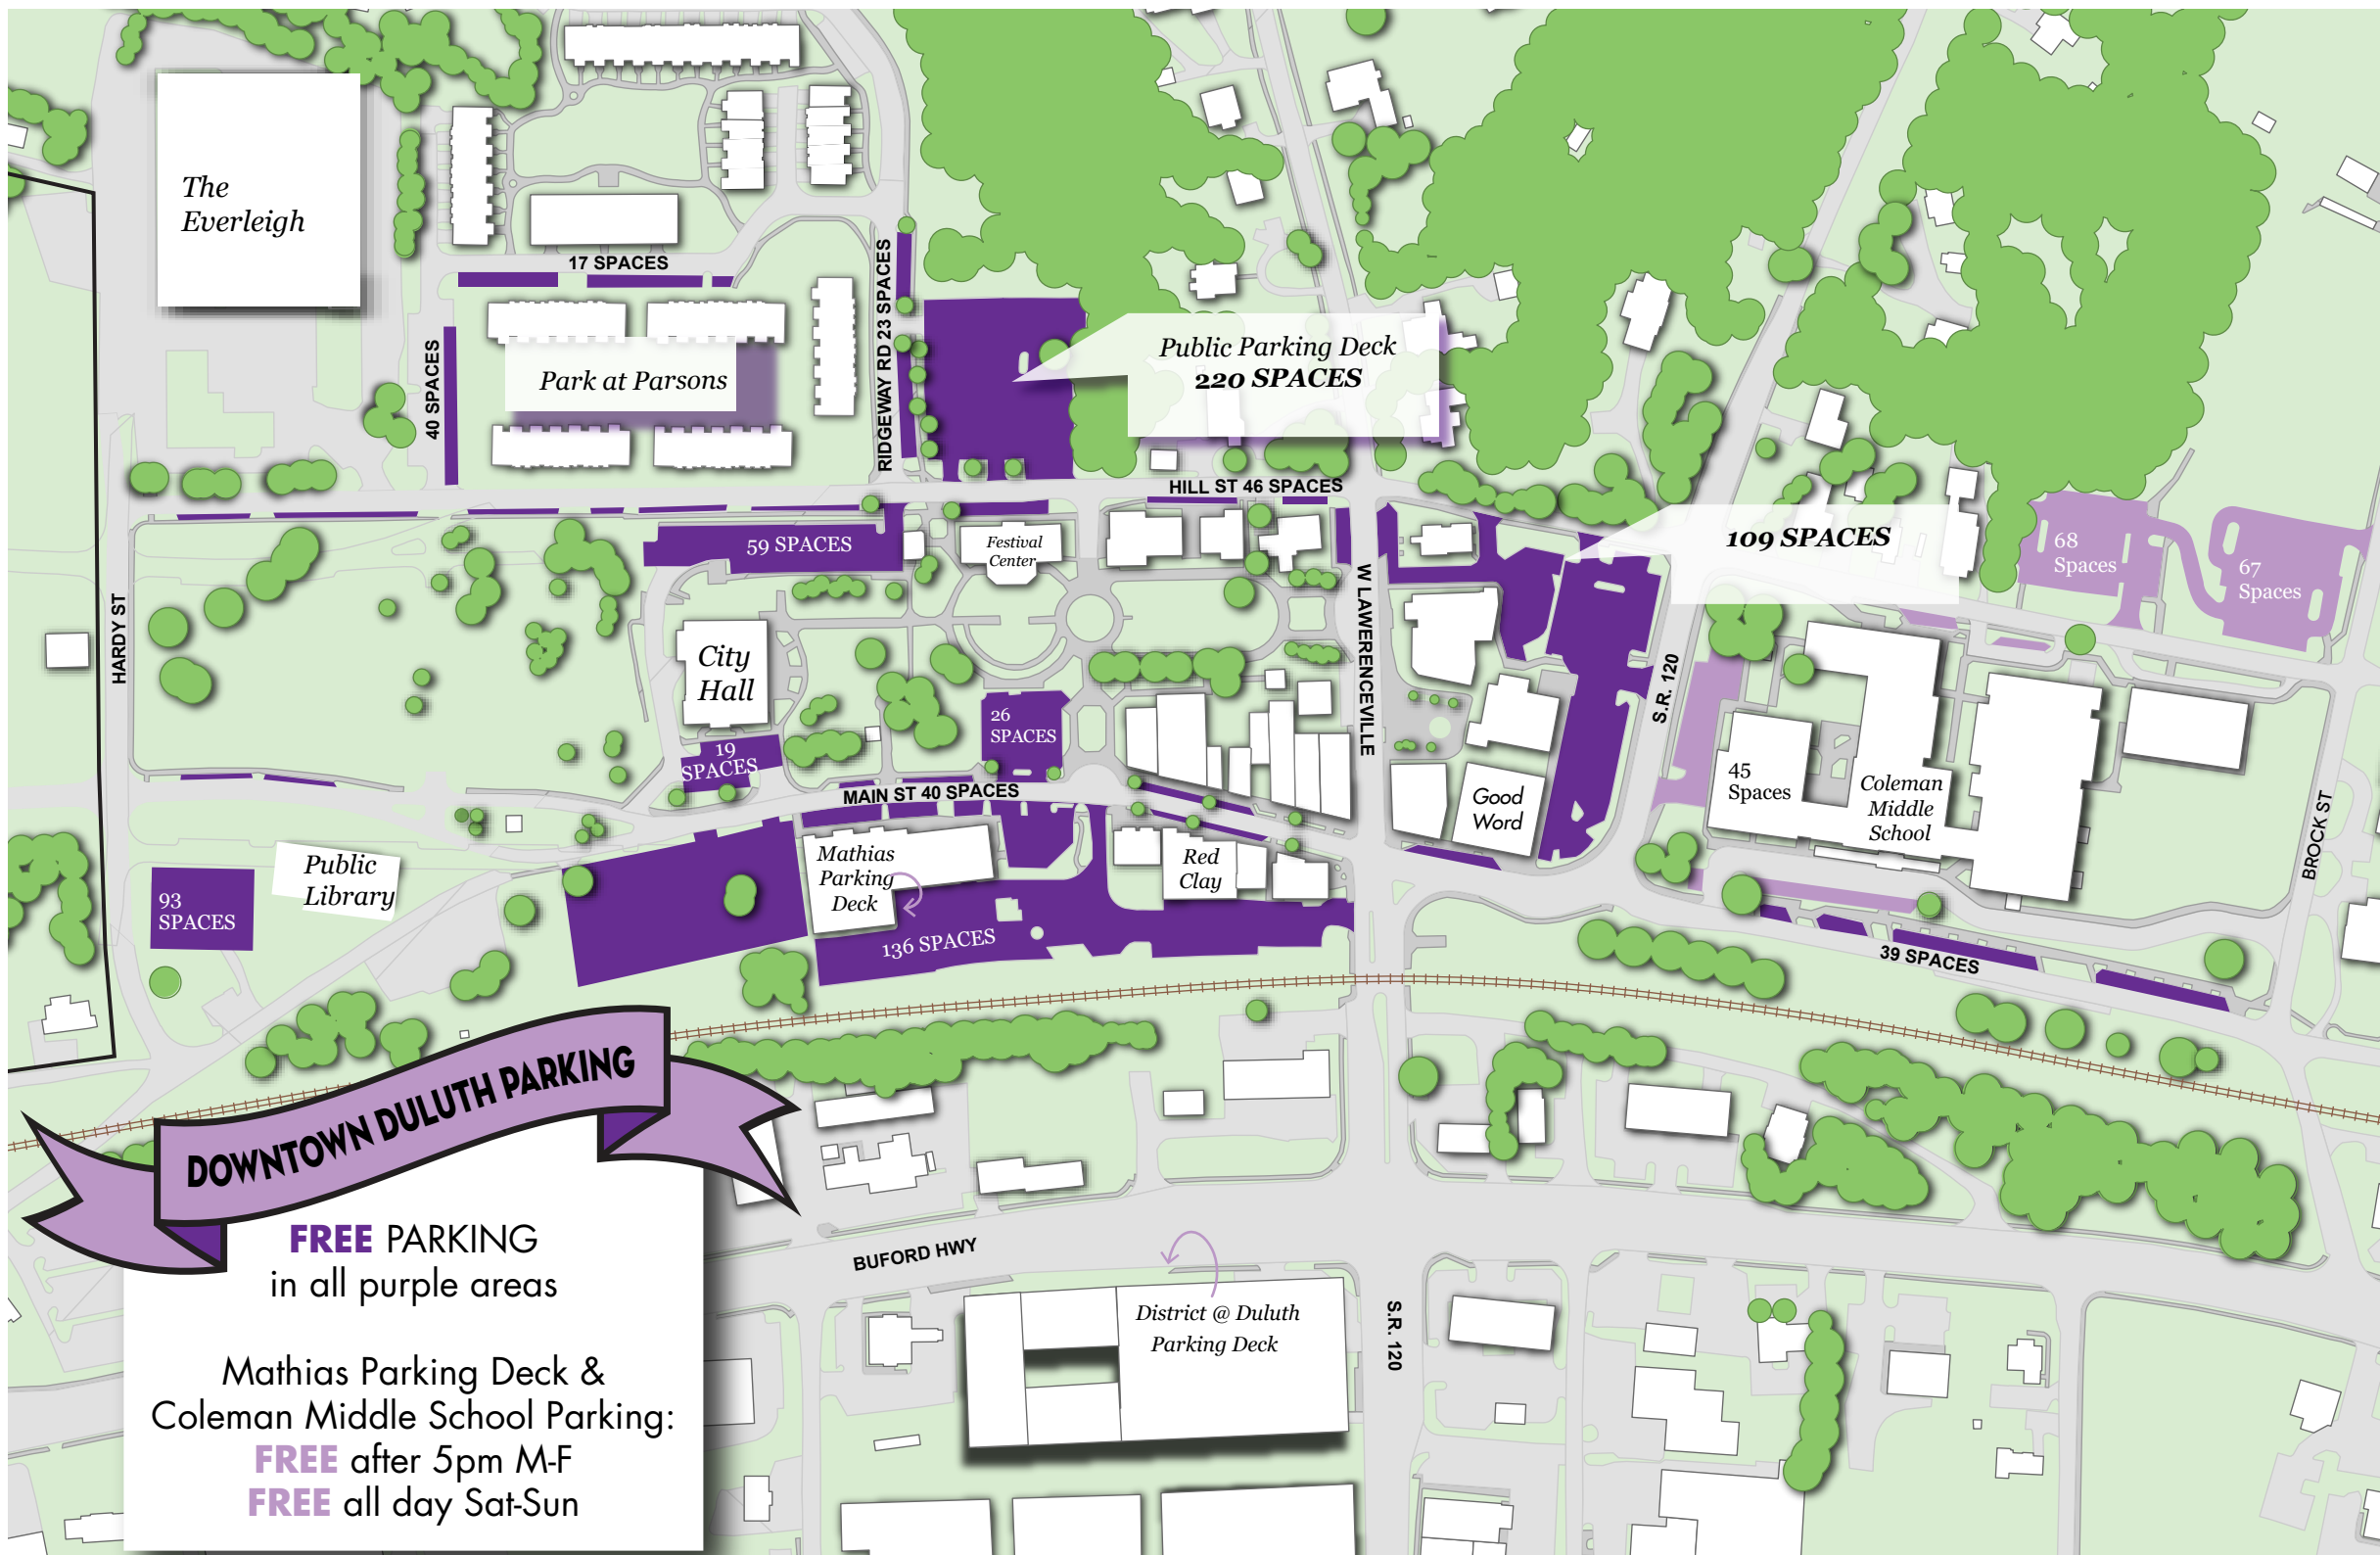 The
Everleigh
17 SPACES
40 SPACES
RIDGEWAY RD 23 SPACES
Park at Parsons
Public Parking Deck
220 SPACES
HILL ST 46 SPACES
109 SPACES
59 SPACES
Festival
Center
68
Spaces
67
Spaces
HARDY ST
City
Hall
W LAWERENCEVILLE
S.R. 120
26
SPACES
19
SPACES
MAIN ST 40 SPACES
45
Spaces
Coleman
Middle
School
Good
Word
BROCK ST
Public
Library
93
SPACES
Mathias
Parking
Deck
Red
Clay
136 SPACES
39 SPACES
DOWNTOWN DULUTH PARKING
FREE PARKING
in all purple areas
Mathias Parking Deck &
Coleman Middle School Parking:
FREE after 5pm M-F
FREE all day Sat-Sun
BUFORD HWY
District @ Duluth
Parking Deck
S.R. 120